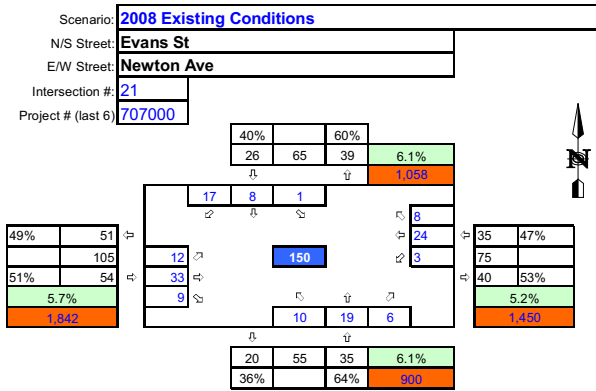 Scenario: 2008 Existing Conditions
N/S Street: Evans St
E/W Street: Newton Ave
Intersection #: 21
Project # (last 6) 707000
40% 60%
26 65 39 6.1%
⇩ ⇧ 1,058
17 8 1
N
8
49% 51 ⇦ 24 ⇦ 35 47%
105 12 150 3 75
51% 54 ⇨ 33 ⇨ ⇨ 40 53%
5.7% 9 5.2%
1,842 10 19 6 1,450
⇩ ⇧
20 55 35 6.1%
36% 64% 900